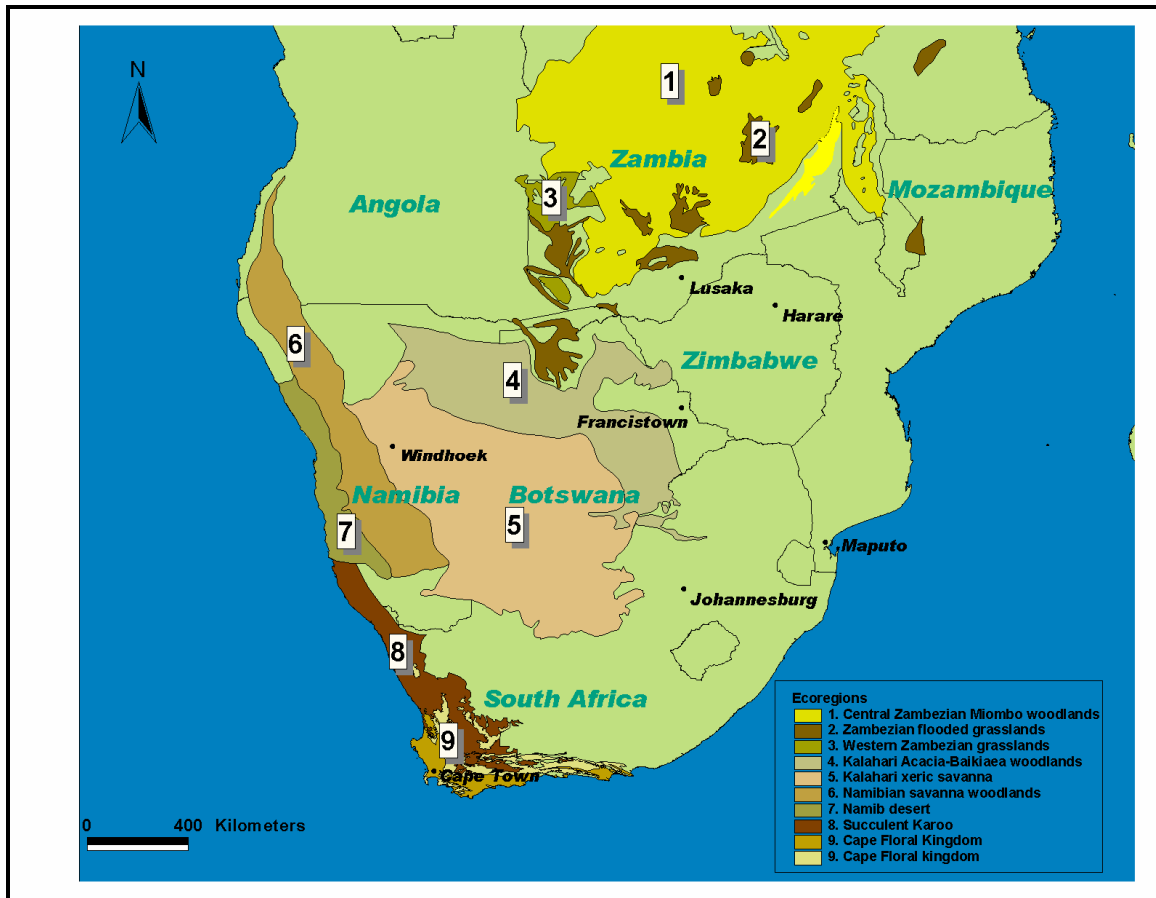 N
1
2
Zambia
3
Angola
Mozambique
Lusaka
Harare
6
Zimbabwe
4
Francistown
Windhoek
Namibia
Botswana
5
7
Maputo
Johannesburg
8
South Africa
9
Cape Town
0 400 Kilometers
Ecoregions
1. Central Zambezian Miombo woodlands
2. Zambezian flooded grasslands
3. Western Zambezian grasslands
4. Kalahari Acacia-Baikiaea woodlands
5. Kalahari xeric savanna
6. Namibian savanna woodlands
7. Namib desert
8. Succulent Karoo
9. Cape Floral Kingdom
9. Cape Floral kingdom